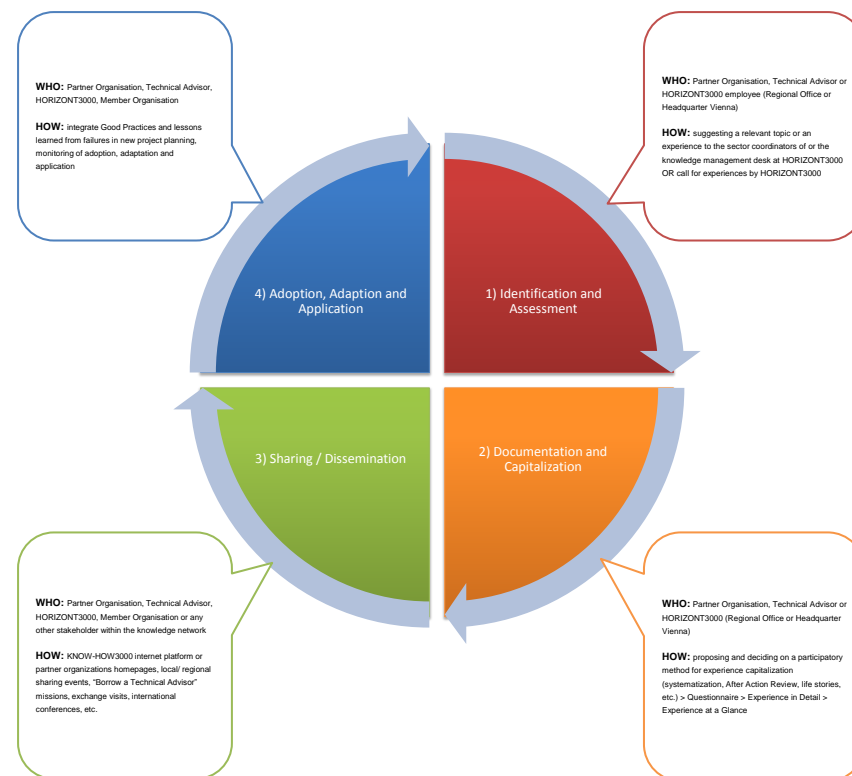 WHO: Partner Organisation, Technical Advisor,
HORIZONT3000, Member Organisation
HOW: integrate Good Practices and lessons
learned from failures in new project planning,
monitoring of adoption, adaptation and
application
WHO: Partner Organisation, Technical Advisor or
HORIZONT3000 employee (Regional Office or
Headquarter Vienna)
HOW: suggesting a relevant topic or an
experience to the sector coordinators of or the
knowledge management desk at HORIZONT3000
OR call for experiences by HORIZONT3000
4) Adoption, Adaption and
Application
1) Identification and
Assessment
3) Sharing / Dissemination
2) Documentation and
Capitalization
WHO: Partner Organisation, Technical Advisor,
HORIZONT3000, Member Organisation or any
other stakeholder within the knowledge network
HOW: KNOW-HOW3000 internet platform or
partner organizations homepages, local/ regional
sharing events, "Borrow a Technical Advisor"
missions, exchange visits, international
conferences, etc.
WHO: Partner Organisation, Technical Advisor or
HORIZONT3000 (Regional Office or Headquarter
Vienna)
HOW: proposing and deciding on a participatory
method for experience capitalization
(systematization, After Action Review, life stories,
etc.) > Questionnaire > Experience in Detail >
Experience at a Glance